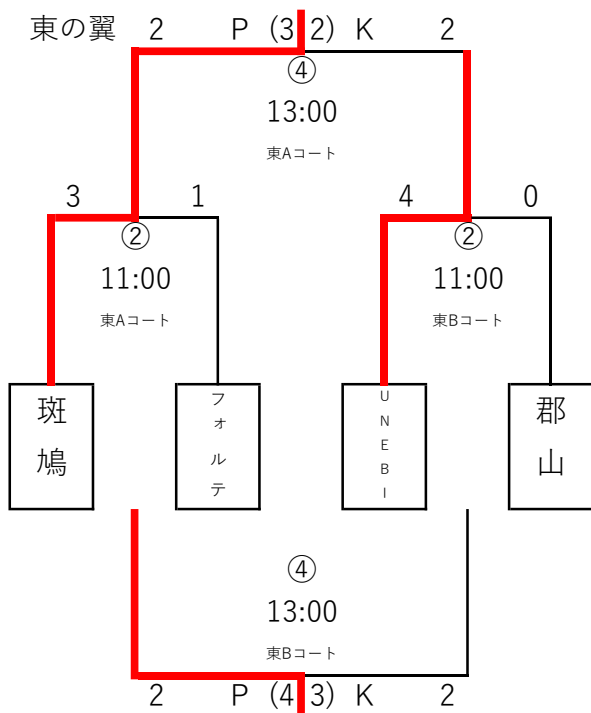 東の翼 2 P (3 2) K 2
④
13:00
東Aコート
3 1 4 0
② ②
11:00 11:00
東Aコート 東Bコート
斑鳩 フォルテ UNEBI 郡山
④
13:00
東Bコート
2 P (4 3) K 2